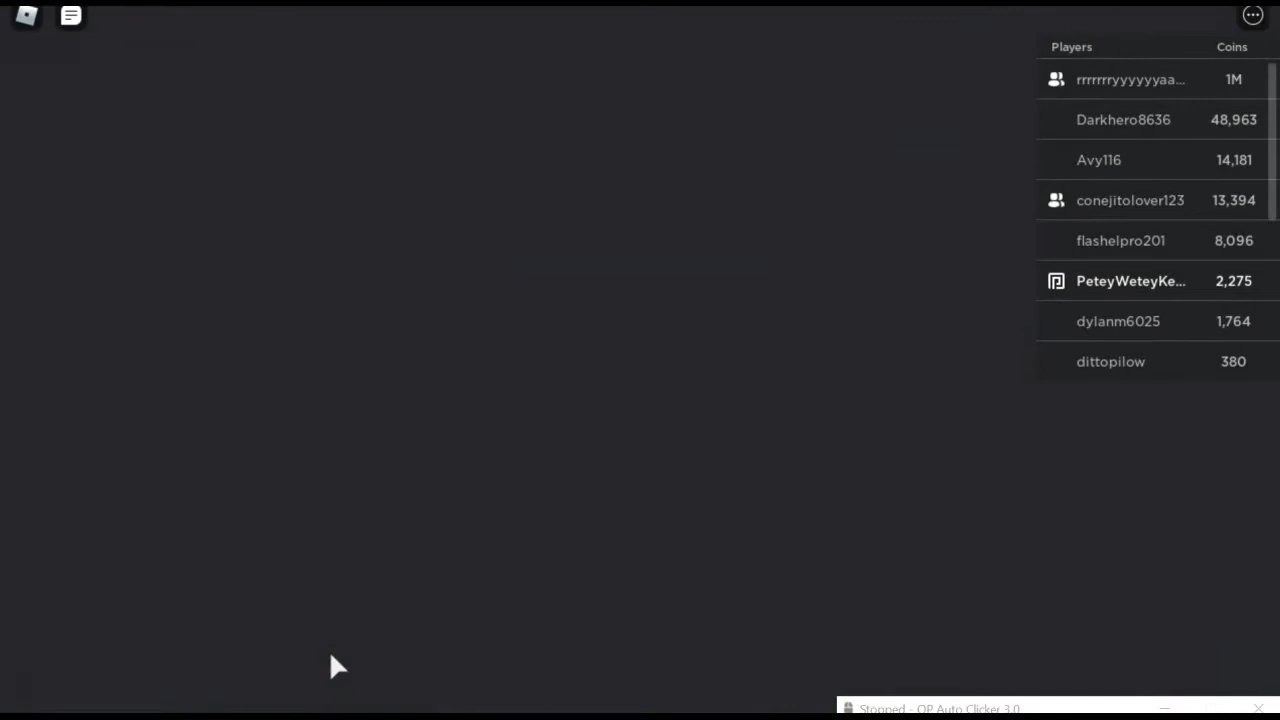 Players Coins
rrrrrrryyyyyyaa... 1M
Darkhero8636 48,963
Avy116 14,181
conejitolover123 13,394
flashelpro201 8,096
PeteyWeteyKe... 2,275
dylanm6025 1,764
dittopilow 380
Stopped - OP Auto Clicker 3.0